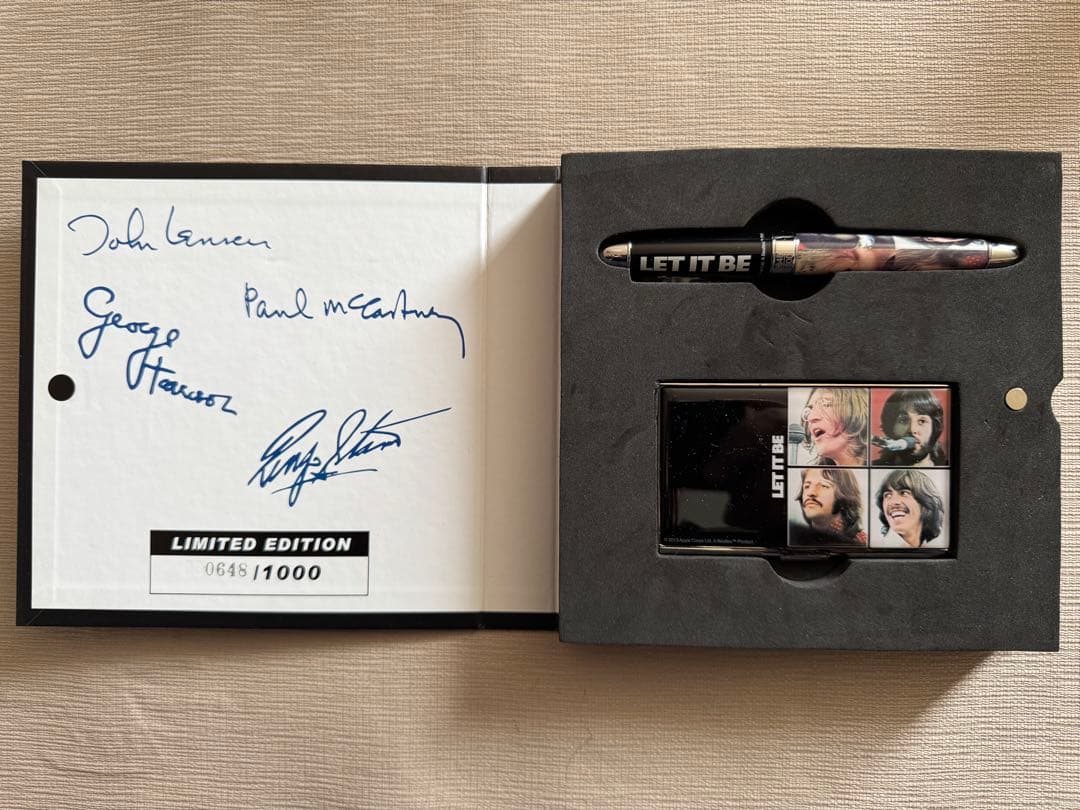 John Lennon
Paul McCartney
George
Harrison
Ringo Starr
LIMITED EDITION
0648/1000
LET IT BE
LET IT BE